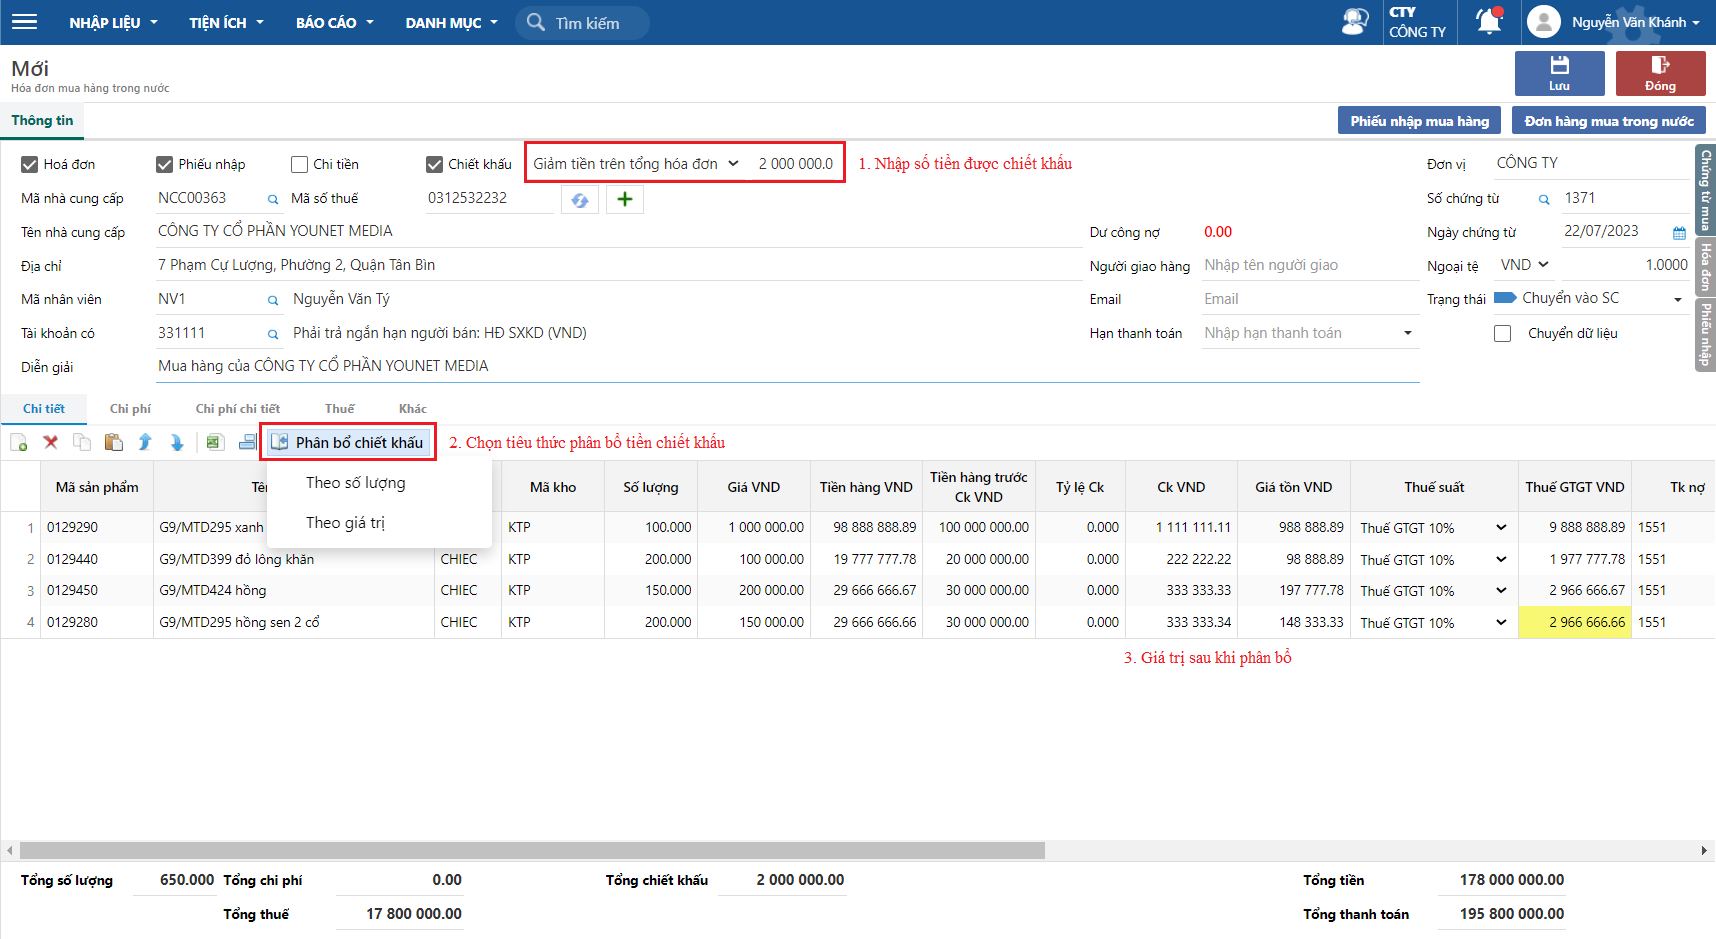 NHẬP LIỆU TIỆN ÍCH BÁO CÁO DANH MỤC Tìm kiếm CTY CÔNG TY Nguyễn Văn Khánh
Mới
Hóa đơn mua hàng trong nước
Lưu Đóng
Thông tin Phiếu nhập mua hàng Đơn hàng mua trong nước
Hoá đơn Phiếu nhập Chi tiền Chiết khấu Giảm tiền trên tổng hóa đơn 2 000 000.0 1. Nhập số tiền được chiết khấu Đơn vị CÔNG TY
Mã nhà cung cấp NCC00363 Mã số thuế 0312532232 Số chứng từ 1371
Tên nhà cung cấp CÔNG TY CỔ PHẦN YOUNET MEDIA Dư công nợ 0.00 Ngày chứng từ 22/07/2023
Địa chỉ 7 Phạm Cự Lượng, Phường 2, Quận Tân Bìn Người giao hàng Nhập tên người giao Ngoại tệ VND 1.0000
Mã nhân viên NV1 Nguyễn Văn Tý Email Email Trạng thái Chuyển vào SC
Tài khoản có 331111 Phải trả ngắn hạn người bán: HĐ SXKD (VND) Hạn thanh toán Nhập hạn thanh toán Chuyển dữ liệu
Diễn giải Mua hàng của CÔNG TY CỔ PHẦN YOUNET MEDIA
Chứng từ mua
Hóa đơn
Phiếu nhập
Chi tiết Chi phí Chi phí chi tiết Thuế Khác
Phân bổ chiết khấu 2. Chọn tiêu thức phân bổ tiền chiết khấu
Theo số lượng
Theo giá trị
Mã sản phẩm Tên Mã kho Số lượng Giá VND Tiền hàng VND Tiền hàng trước Ck VND Tỷ lệ Ck Ck VND Giá tồn VND Thuế suất Thuế GTGT VND Tk nợ
1 0129290 G9/MTD295 xanh KTP 100.000 1 000 000.00 98 888 888.89 100 000 000.00 0.000 1 111 111.11 988 888.89 Thuế GTGT 10% 9 888 888.89 1551
2 0129440 G9/MTD399 đỏ lông khăn CHIEC KTP 200.000 100 000.00 19 777 777.78 20 000 000.00 0.000 222 222.22 98 888.89 Thuế GTGT 10% 1 977 777.78 1551
3 0129450 G9/MTD424 hồng CHIEC KTP 150.000 200 000.00 29 666 666.67 30 000 000.00 0.000 333 333.33 197 777.78 Thuế GTGT 10% 2 966 666.67 1551
4 0129280 G9/MTD295 hồng sen 2 cổ CHIEC KTP 200.000 150 000.00 29 666 666.66 30 000 000.00 0.000 333 333.34 148 333.33 Thuế GTGT 10% 2 966 666.66 1551
3. Giá trị sau khi phân bổ
Tổng số lượng 650.000 Tổng chi phí 0.00 Tổng chiết khấu 2 000 000.00 Tổng tiền 178 000 000.00
Tổng thuế 17 800 000.00 Tổng thanh toán 195 800 000.00